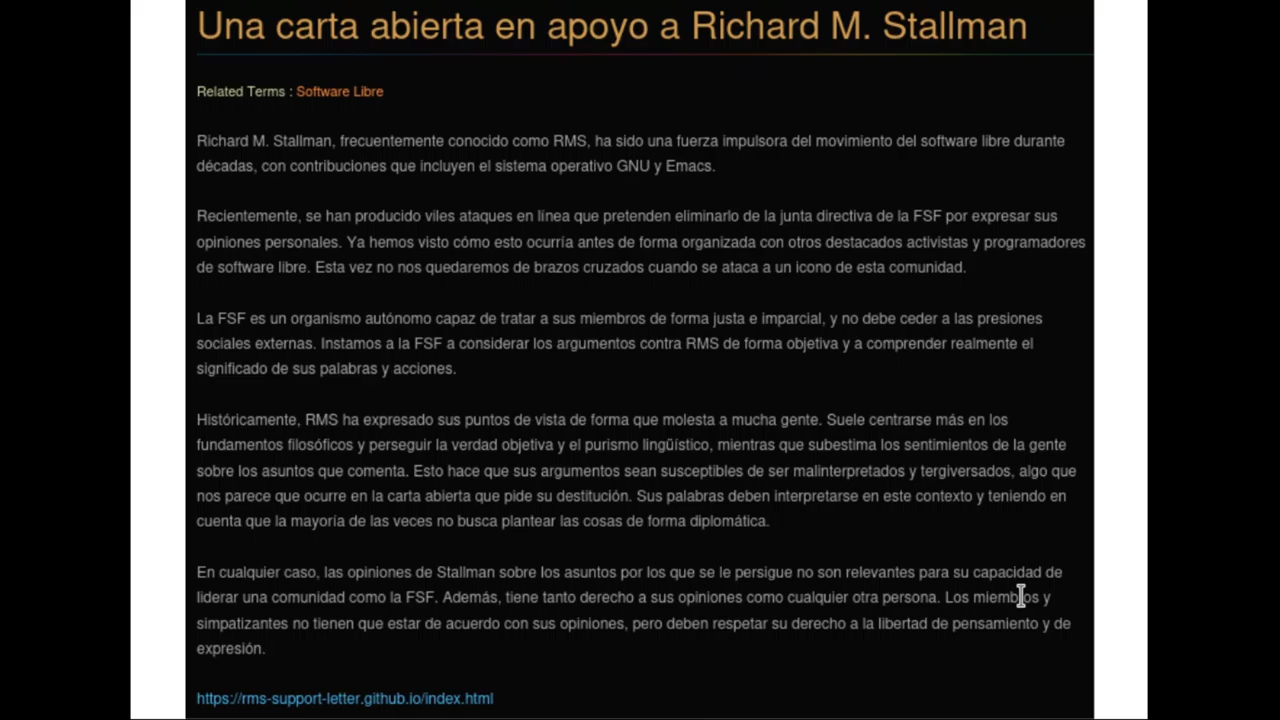 Una carta abierta en apoyo a Richard M. Stallman
Related Terms : Software Libre
Richard M. Stallman, frecuentemente conocido como RMS, ha sido una fuerza impulsora del movimiento del software libre durante
décadas, con contribuciones que incluyen el sistema operativo GNU y Emacs.
Recientemente, se han producido viles ataques en línea que pretenden eliminarlo de la junta directiva de la FSF por expresar sus
opiniones personales. Ya hemos visto cómo esto ocurría antes de forma organizada con otros destacados activistas y programadores
de software libre. Esta vez no nos quedaremos de brazos cruzados cuando se ataca a un icono de esta comunidad.
La FSF es un organismo autónomo capaz de tratar a sus miembros de forma justa e imparcial, y no debe ceder a las presiones
sociales externas. Instamos a la FSF a considerar los argumentos contra RMS de forma objetiva y a comprender realmente el
significado de sus palabras y acciones.
Históricamente, RMS ha expresado sus puntos de vista de forma que molesta a mucha gente. Suele centrarse más en los
fundamentos filosóficos y perseguir la verdad objetiva y el purismo lingüístico, mientras que subestima los sentimientos de la gente
sobre los asuntos que comenta. Esto hace que sus argumentos sean susceptibles de ser malinterpretados y tergiversados, algo que
nos parece que ocurre en la carta abierta que pide su destitución. Sus palabras deben interpretarse en este contexto y teniendo en
cuenta que la mayoría de las veces no busca plantear las cosas de forma diplomática.
En cualquier caso, las opiniones de Stallman sobre los asuntos por los que se le persigue no son relevantes para su capacidad de
liderar una comunidad como la FSF. Además, tiene tanto derecho a sus opiniones como cualquier otra persona. Los miembros y
simpatizantes no tienen que estar de acuerdo con sus opiniones, pero deben respetar su derecho a la libertad de pensamiento y de
expresión.
https://rms-support-letter.github.io/index.html